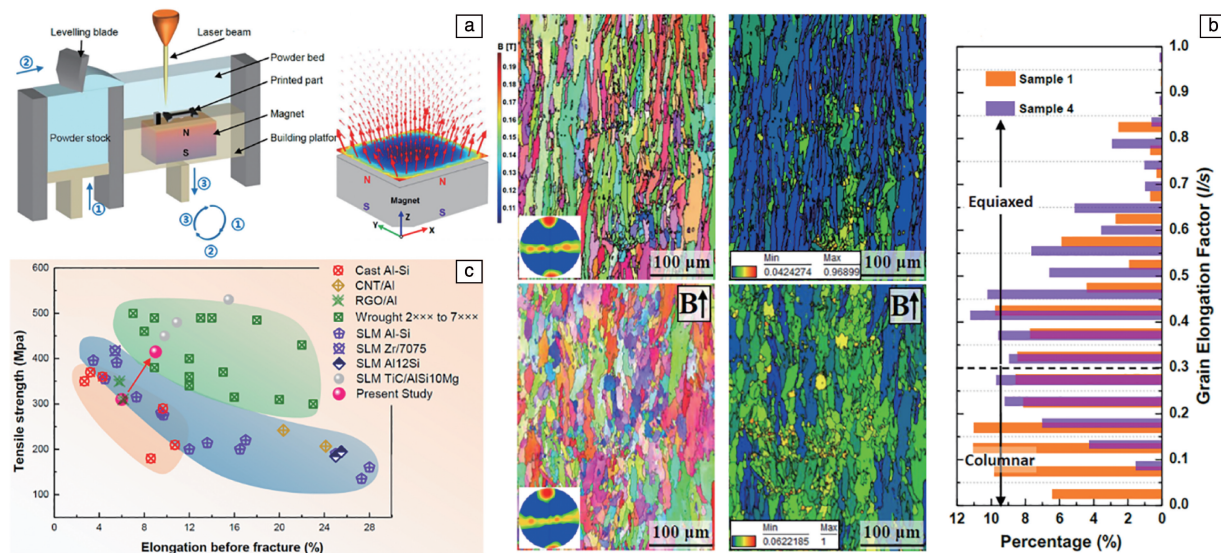 a
Levelling blade
Laser beam
Powder bed
Printed part
Magnet
Building platfor
Powder stock
N
S
①
②
③
③
①
②
B [T]
0.19
0.17
0.15
0.14
0.12
0.11
N
N
S
S
Magnet
Z
Y
X
c
Tensile strength (Mpa)
600
500
400
300
200
100
0
4
8
12
16
20
24
28
Elongation before fracture (%)
Cast Al-Si
CNT/Al
RGO/Al
Wrought 2××× to 7×××
SLM Al-Si
SLM Zr/7075
SLM Al12Si
SLM TiC/AlSi10Mg
Present Study
100 μm
Min Max
0.0424274 0.96899
100 μm
B↑
100 μm
B↑
Min Max
0.0622185 1
100 μm
b
Sample 1
Sample 4
Equiaxed
Columnar
1.0
0.9
0.8
0.7
0.6
0.5
0.4
0.3
0.2
0.1
0.0
Grain Elongation Factor (l/s)
12 10 8 6 4 2 0
Percentage (%)